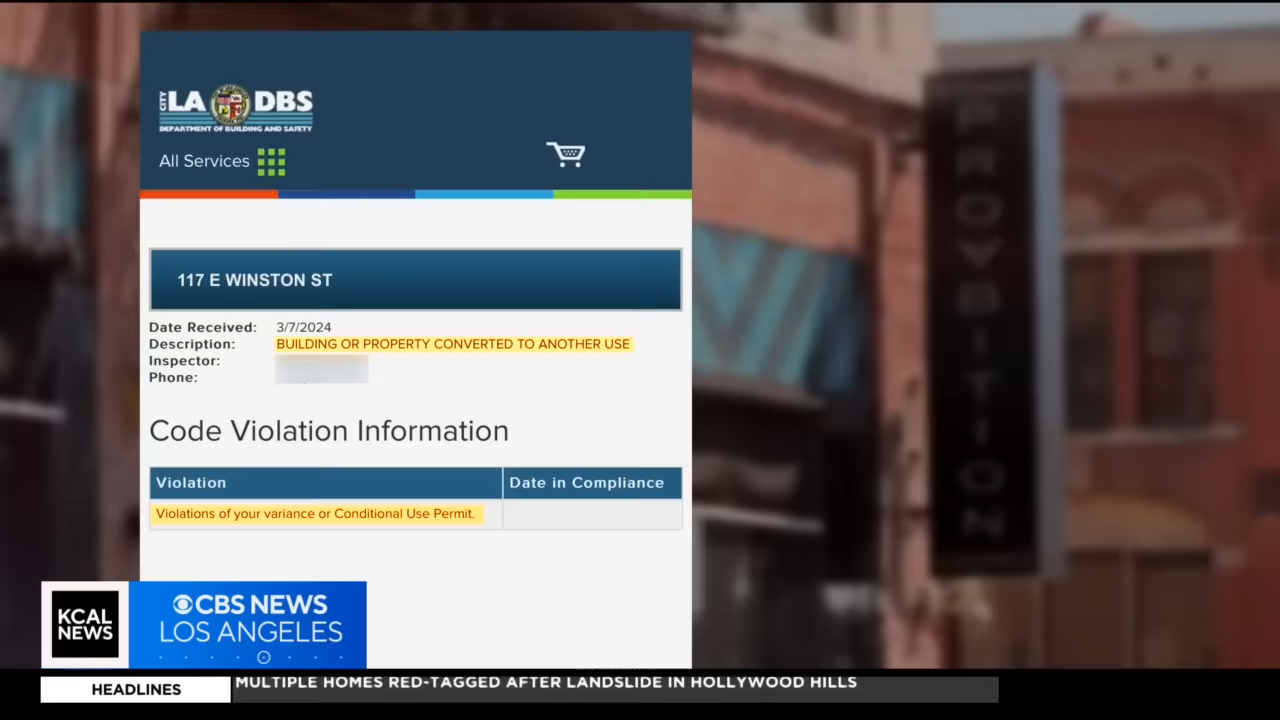 CITY LA DBS
DEPARTMENT OF BUILDING AND SAFETY
All Services
117 E WINSTON ST
Date Received: 3/7/2024
Description: BUILDING OR PROPERTY CONVERTED TO ANOTHER USE
Inspector:
Phone:
Code Violation Information
Violation Date in Compliance
Violations of your variance or Conditional Use Permit.
PROVBITION
KCAL NEWS
CBS NEWS
LOS ANGELES
HEADLINES
MULTIPLE HOMES RED-TAGGED AFTER LANDSLIDE IN HOLLYWOOD HILLS